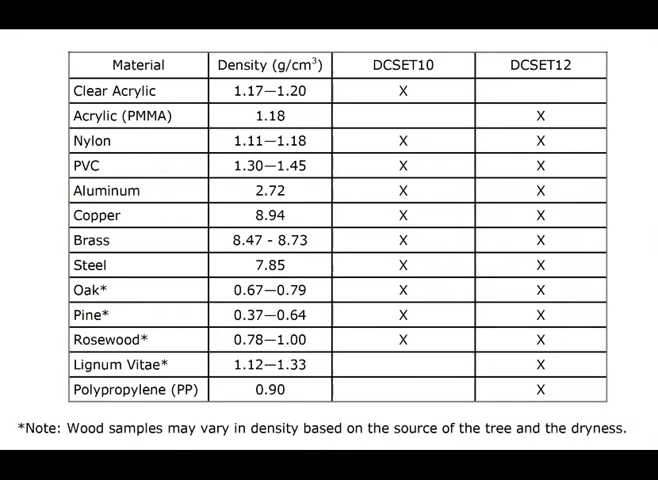 Material Density (g/cm³) DCSET10 DCSET12
Clear Acrylic 1.17—1.20 X
Acrylic (PMMA) 1.18 X
Nylon 1.11—1.18 X X
PVC 1.30—1.45 X X
Aluminum 2.72 X X
Copper 8.94 X X
Brass 8.47 - 8.73 X X
Steel 7.85 X X
Oak* 0.67—0.79 X X
Pine* 0.37—0.64 X X
Rosewood* 0.78—1.00 X X
Lignum Vitae* 1.12—1.33 X
Polypropylene (PP) 0.90 X
*Note: Wood samples may vary in density based on the source of the tree and the dryness.